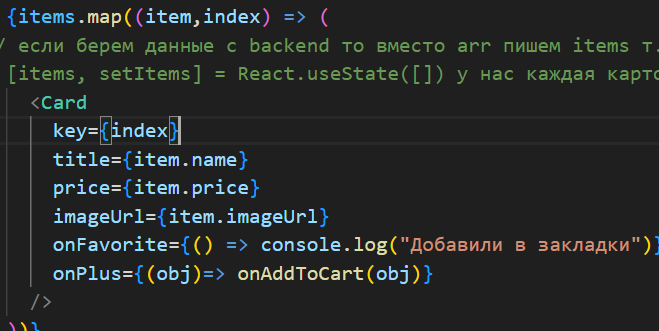 {items.map((item,index) => (
/ если берем данные с backend то вместо arr пишем items т.
[items, setItems] = React.useState([]) у нас каждая карто
<Card
key={index}
title={item.name}
price={item.price}
imageUrl={item.imageUrl}
onFavorite={() => console.log("Добавили в закладки")}
onPlus={(obj)=> onAddToCart(obj)}
/>
))}